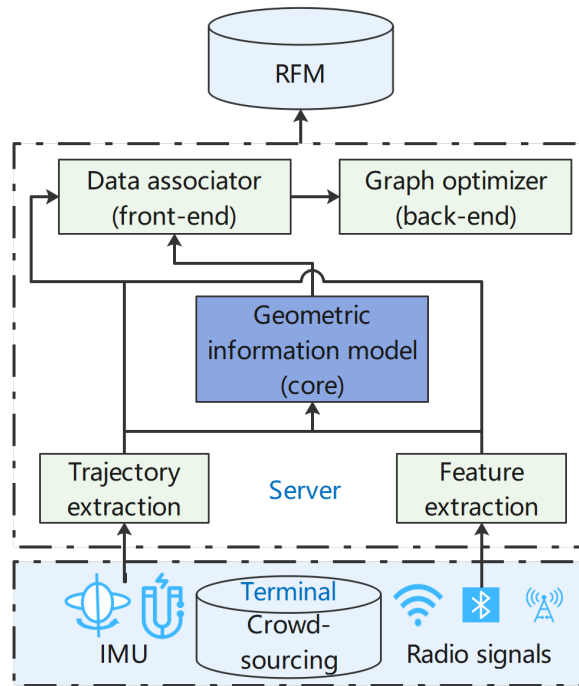 RFM
Data associator
(front-end)
Graph optimizer
(back-end)
Geometric
information model
(core)
Trajectory
extraction
Server
Feature
extraction
Terminal
Crowd-
sourcing
IMU
Radio signals